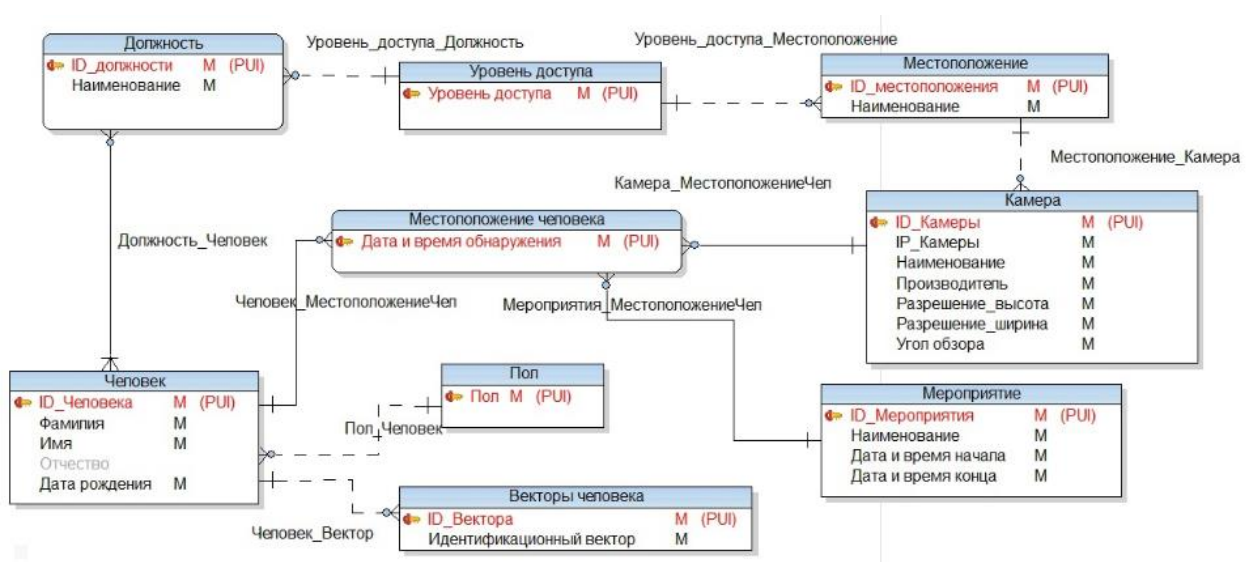 Должность
ID_должности M (PUI)
Наименование M
Уровень_доступа_Должность
Уровень доступа
Уровень доступа M (PUI)
Уровень_доступа_Местоположение
Местоположение
ID_местоположения M (PUI)
Наименование M
Местоположение_Камера
Камера
ID_Камеры M (PUI)
IP_Камеры M
Наименование M
Производитель M
Разрешение_высота M
Разрешение_ширина M
Угол обзора M
Камера_МестоположениеЧел
Местоположение человека
Дата и время обнаружения M (PUI)
Должность_Человек
Человек_МестоположениеЧел
Мероприятия_МестоположениеЧел
Человек
ID_Человека M (PUI)
Фамилия M
Имя M
Отчество
Дата рождения M
Пол
Пол M (PUI)
Пол_Человек
Мероприятие
ID_Мероприятия M (PUI)
Наименование M
Дата и время начала M
Дата и время конца M
Векторы человека
ID_Вектора M (PUI)
Идентификационный вектор M
Человек_Вектор